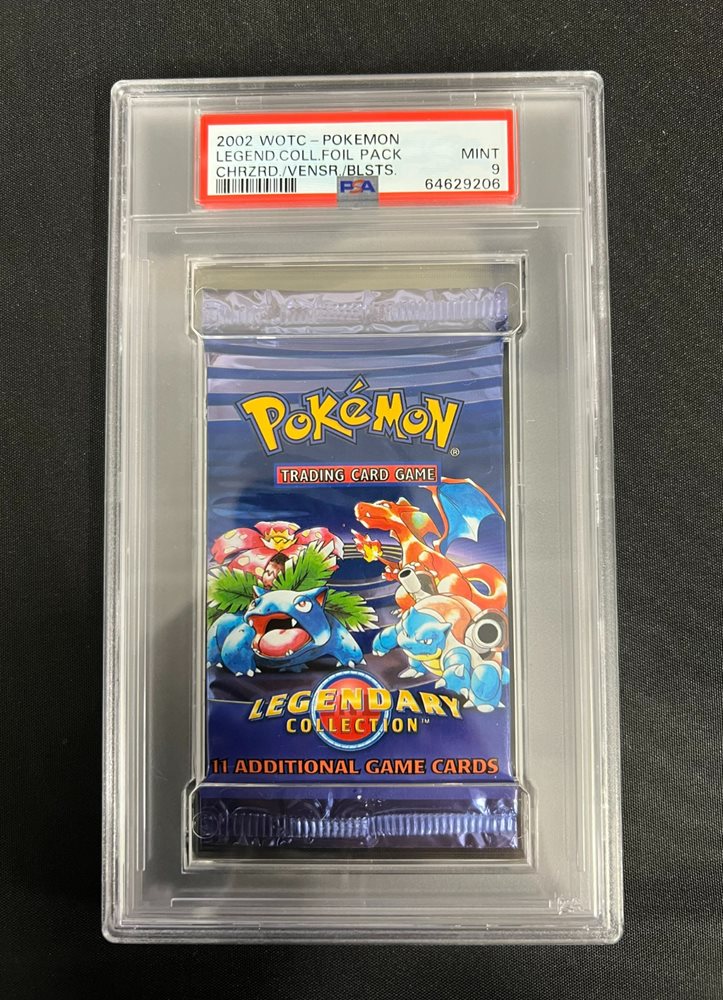 2002 WOTC - POKEMON
LEGEND.COLL.FOIL PACK MINT
CHRZRD./VENSR./BLSTS. 9
PSA 64629206
POKéMON®
TRADING CARD GAME
LEGENDARY
COLLECTION™
11 ADDITIONAL GAME CARDS